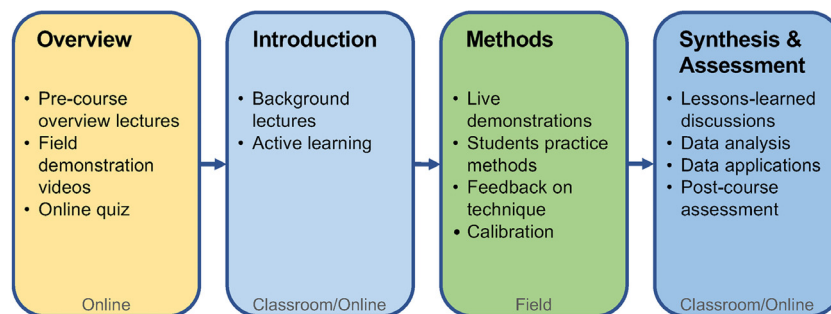 Overview
• Pre-course
overview lectures
• Field
demonstration
videos
• Online quiz
Online
Introduction
• Background
lectures
• Active learning
Classroom/Online
Methods
• Live
demonstrations
• Students practice
methods
• Feedback on
technique
• Calibration
Field
Synthesis &
Assessment
• Lessons-learned
discussions
• Data analysis
• Data applications
• Post-course
assessment
Classroom/Online